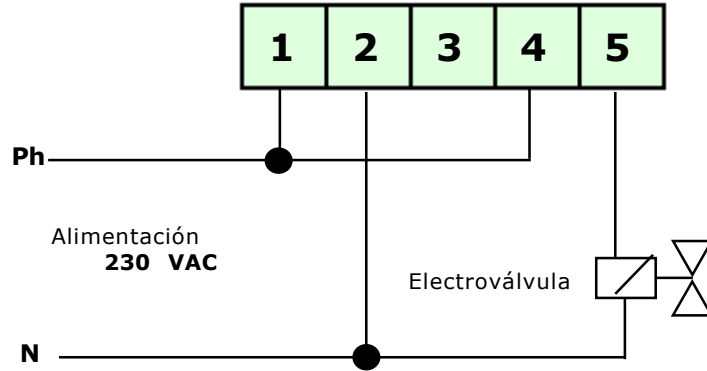 1 2 3 4 5
Ph
Alimentación
230 VAC
Electroválvula
N